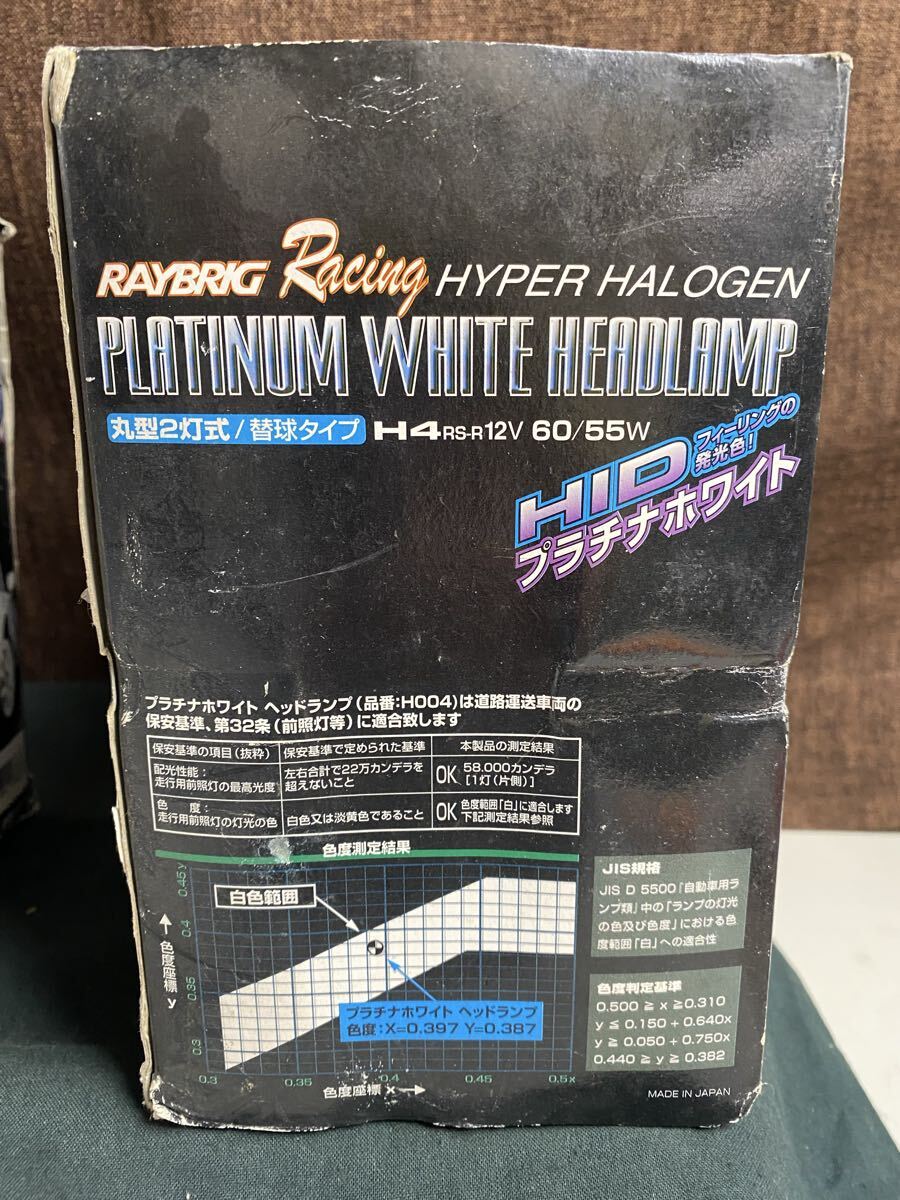 RAYBRIG Racing HYPER HALOGEN
PLATINUM WHITE HEADLAMP
丸型2灯式/替球タイプ H4 RS-R 12V 60/55W
HID フィーリングの
発光色!
プラチナホワイト
プラチナホワイト ヘッドランプ(品番:H004)は道路運送車両の
保安基準、第32条(前照灯等)に適合致します
保安基準の項目(抜粋) 保安基準で定められた基準 本製品の測定結果
配光性能:
走行用前照灯の最高光度
左右合計で22万カンデラを
超えないこと
OK 58.000カンデラ
[1灯(片側)]
色 度:
走行用前照灯の灯光の色
白色又は淡黄色であること
OK 色度範囲「白」に適合します
下記測定結果参照
色度測定結果
0.45y
0.4
0.35
0.3
色度座標 y
白色範囲
プラチナホワイト ヘッドランプ
色度:X=0.397 Y=0.387
0.3 0.35 0.4 0.45 0.5x
色度座標 x
JIS規格
JIS D 5500「自動車用ラ
ンプ類」中の「ランプの灯光
の色及び色度」における色
度範囲「白」への適合性
色度判定基準
0.500 ≧ x ≧0.310
y ≦ 0.150 + 0.640x
y ≧ 0.050 + 0.750x
0.440 ≧ y ≧ 0.382
MADE IN JAPAN